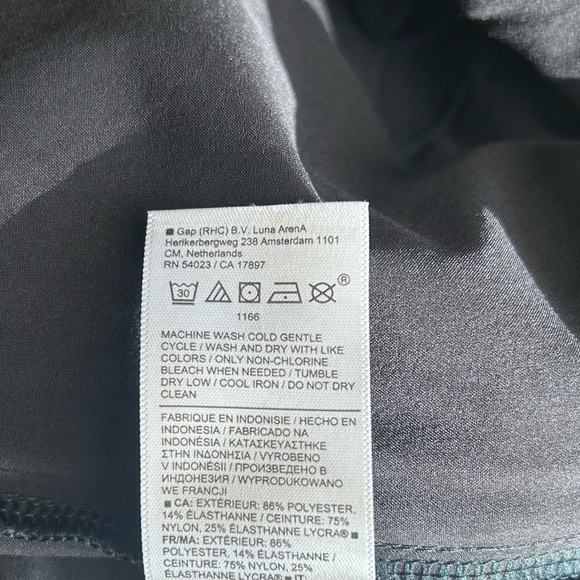 ■ Gap (RHC) B.V. Luna ArenA
Herikerbergweg 238 Amsterdam 1101
CM, Netherlands
RN 54023 / CA 17897
30 ®
1166
MACHINE WASH COLD GENTLE
CYCLE / WASH AND DRY WITH LIKE
COLORS / ONLY NON-CHLORINE
BLEACH WHEN NEEDED / TUMBLE
DRY LOW / COOL IRON / DO NOT DRY
CLEAN
FABRIQUE EN INDONISIE / HECHO EN
INDONESIA / FABRICADO NA
INDONÉSIA / ΚΑΤΑΣΚΕΥΑΣΤΗΚΕ
ΣΤΗΝ ΙΝΔΟΝΗΣΙΑ / VYROBENO
V INDONÉSII / ПРОИЗВЕДЕНО В
ИНДОНЕЗИЯ / WYPRODUKOWANO
WE FRANCJI
■ CA: EXTÉRIEUR: 86% POLYESTER,
14% ÉLASTHANNE / CEINTURE: 75%
NYLON, 25% ÉLASTHANNE LYCRA® ■
FR/MA: EXTÉRIEUR: 86%
POLYESTER, 14% ÉLASTHANNE /
CEINTURE: 75% NYLON, 25%
ÉLASTHANNE LYCRA® ■ IT: